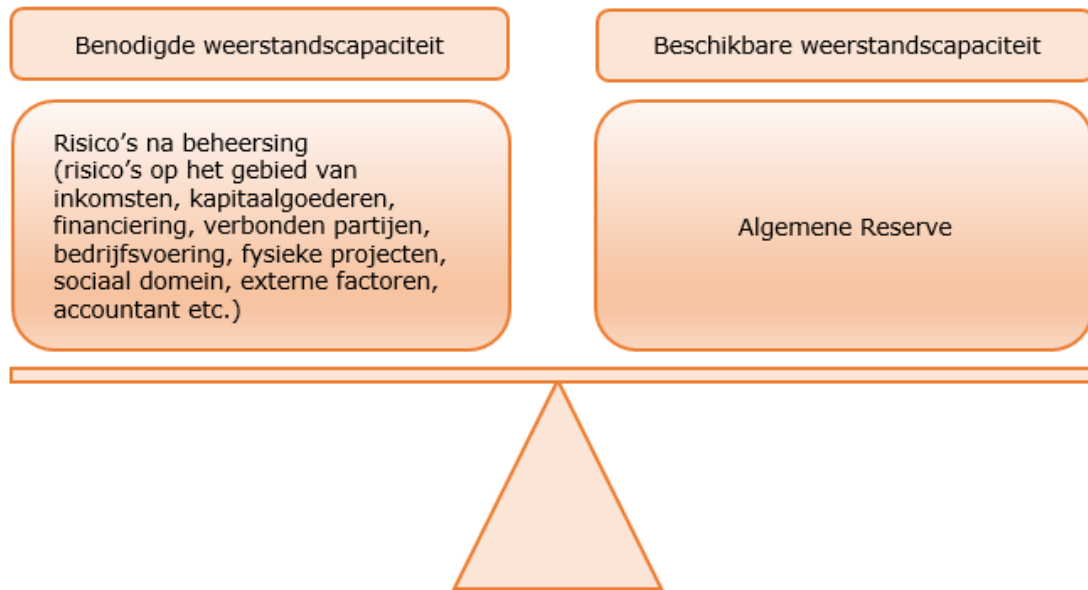 Benodigde weerstandscapaciteit
Beschikbare weerstandscapaciteit
Risico's na beheersing
(risico's op het gebied van
inkomsten, kapitaalgoederen,
financiering, verbonden partijen,
bedrijfsvoering, fysieke projecten,
sociaal domein, externe factoren,
accountant etc.)
Algemene Reserve